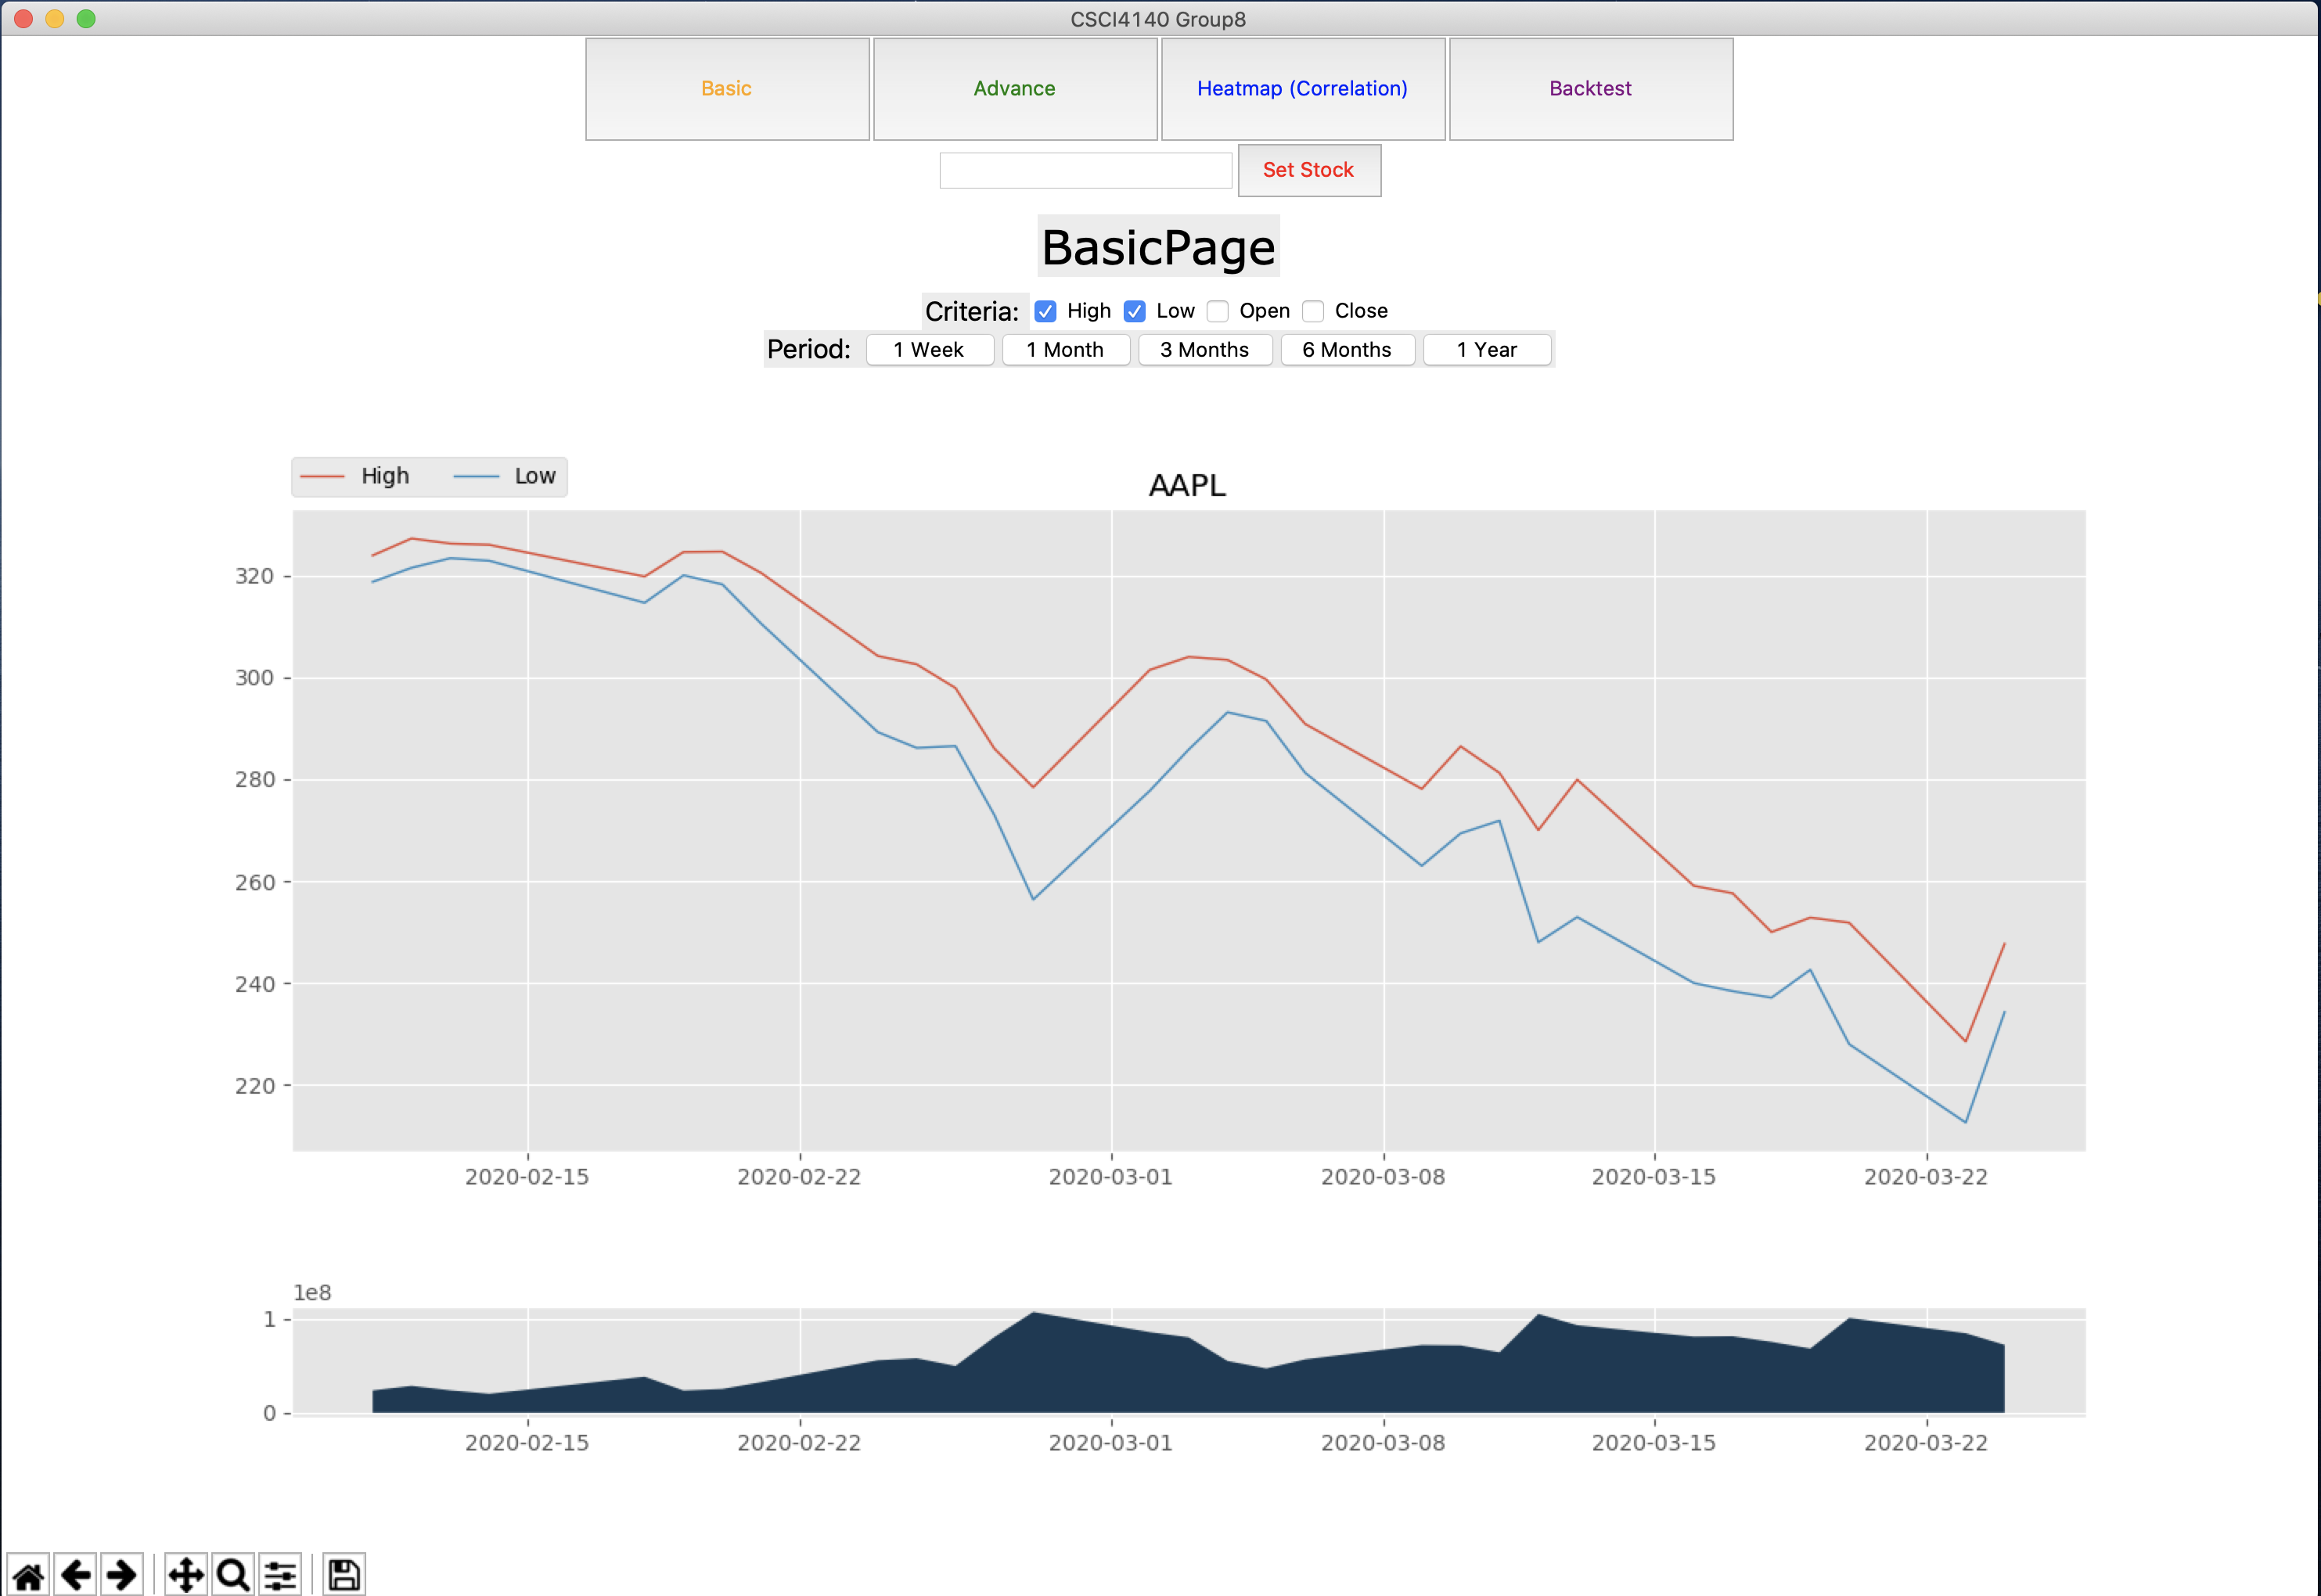 CSCI4140 Group8
Basic Advance Heatmap (Correlation) Backtest
Set Stock
BasicPage
Criteria: High Low Open Close
Period: 1 Week 1 Month 3 Months 6 Months 1 Year
High Low
AAPL
320
300
280
260
240
220
2020-02-15 2020-02-22 2020-03-01 2020-03-08 2020-03-15 2020-03-22
1e8
1
0
2020-02-15 2020-02-22 2020-03-01 2020-03-08 2020-03-15 2020-03-22